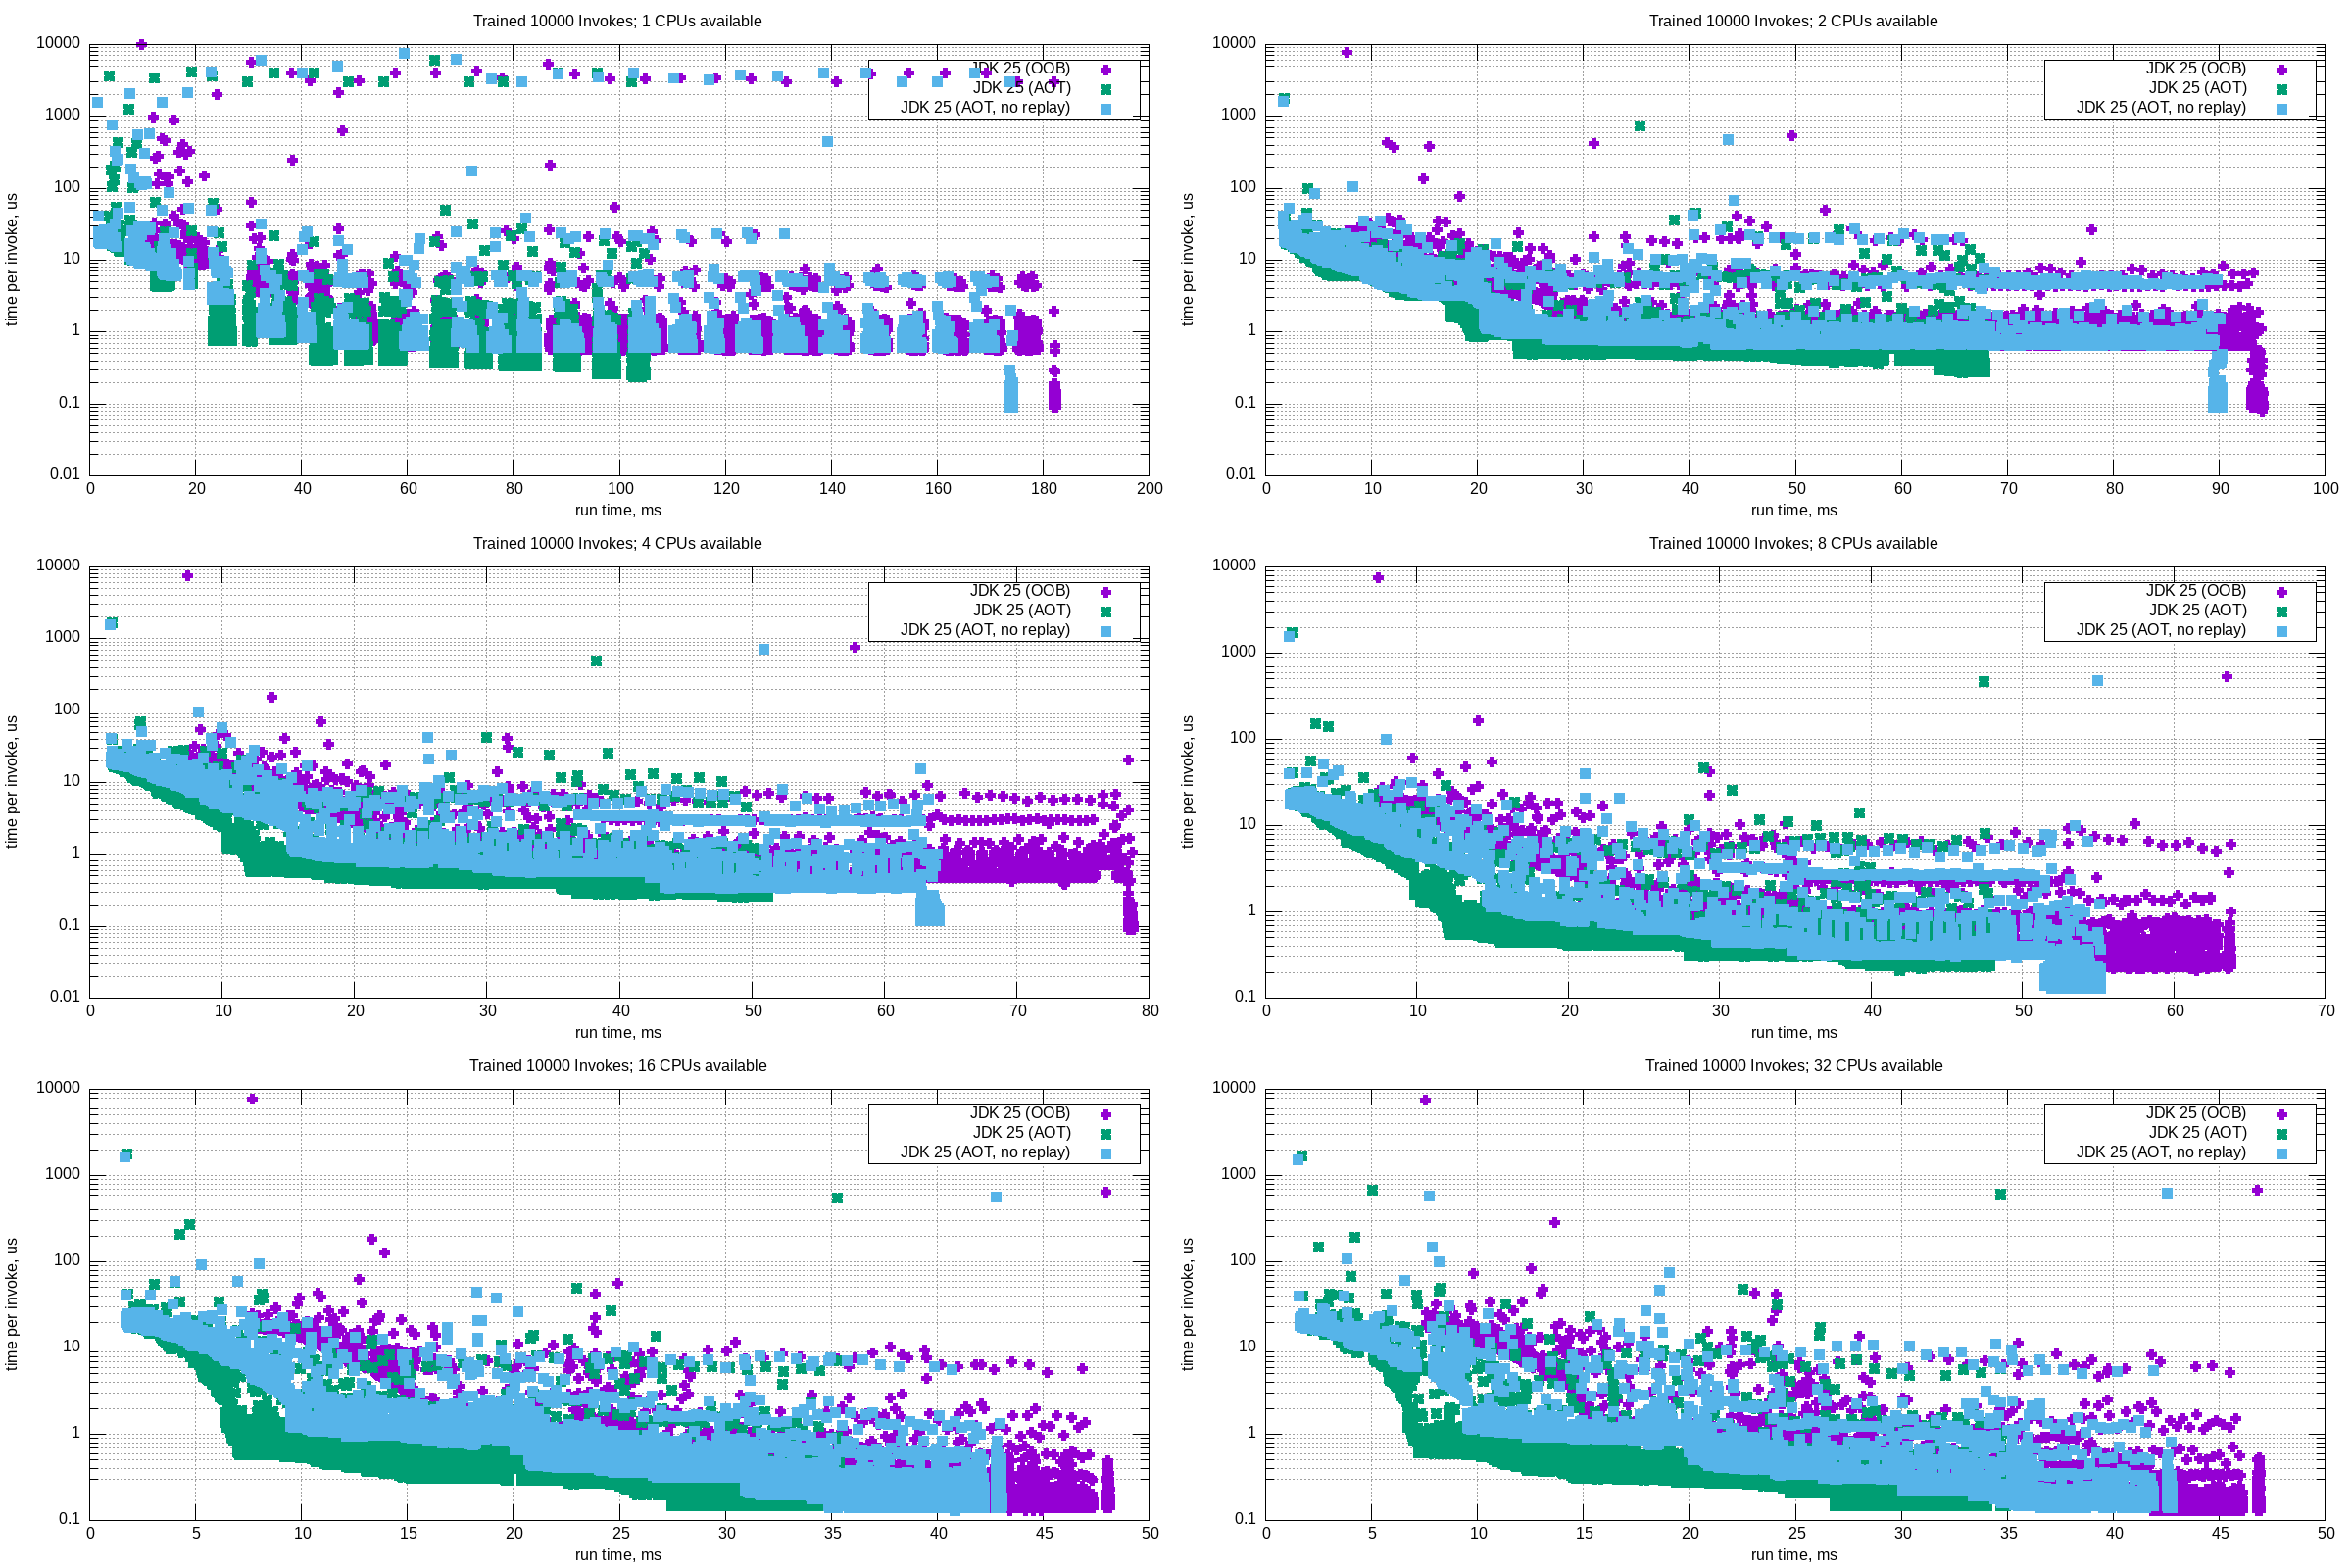 Trained 10000 Invokes; 1 CPUs available
10000
1000
100
10
1
0.1
0.01
time per invoke, us
JDK 25 (OOB)
JDK 25 (AOT)
JDK 25 (AOT, no replay)
0 20 40 60 80 100 120 140 160 180 200
run time, ms
Trained 10000 Invokes; 2 CPUs available
10000
1000
100
10
1
0.1
0.01
time per invoke, us
JDK 25 (OOB)
JDK 25 (AOT)
JDK 25 (AOT, no replay)
0 10 20 30 40 50 60 70 80 90 100
run time, ms
Trained 10000 Invokes; 4 CPUs available
10000
1000
100
10
1
0.1
0.01
time per invoke, us
JDK 25 (OOB)
JDK 25 (AOT)
JDK 25 (AOT, no replay)
0 10 20 30 40 50 60 70 80
run time, ms
Trained 10000 Invokes; 8 CPUs available
10000
1000
100
10
1
0.1
time per invoke, us
JDK 25 (OOB)
JDK 25 (AOT)
JDK 25 (AOT, no replay)
0 10 20 30 40 50 60 70
run time, ms
Trained 10000 Invokes; 16 CPUs available
10000
1000
100
10
1
0.1
time per invoke, us
JDK 25 (OOB)
JDK 25 (AOT)
JDK 25 (AOT, no replay)
0 5 10 15 20 25 30 35 40 45 50
run time, ms
Trained 10000 Invokes; 32 CPUs available
10000
1000
100
10
1
0.1
time per invoke, us
JDK 25 (OOB)
JDK 25 (AOT)
JDK 25 (AOT, no replay)
0 5 10 15 20 25 30 35 40 45 50
run time, ms